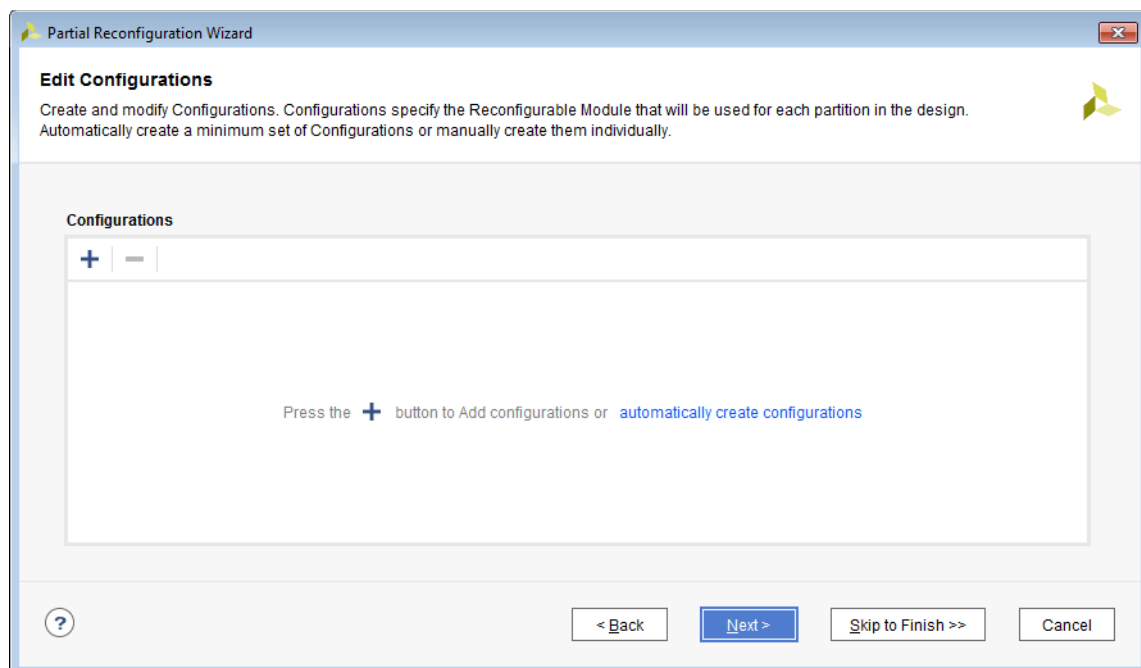 Partial Reconfiguration Wizard
Edit Configurations
Create and modify Configurations. Configurations specify the Reconfigurable Module that will be used for each partition in the design.
Automatically create a minimum set of Configurations or manually create them individually.
Configurations
Press the + button to Add configurations or automatically create configurations
? < Back Next > Skip to Finish >> Cancel